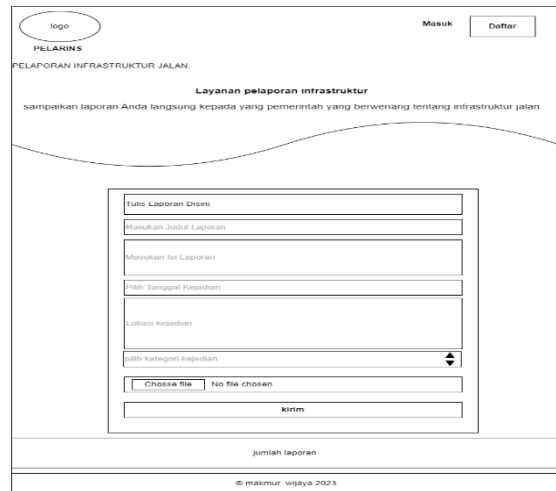 logo
Masuk
Daftar
PELARINS
PELAPORAN INFRASTRUKTUR JALAN.
Layanan pelaporan infrastruktur
sampaikan laporan Anda langsung kepada yang pemerintah yang berwenang tentang infrastruktur jalan
Tulis Laporan Disini
Masukan Judul Laporan
Masukan Isi Laporan
Pilih Tanggal Kejadian
Lokasi kejadian
pilih kategori kejadian
Chosse file No file chosen
kirim
jumlah laporan
© makmur wijaya 2023